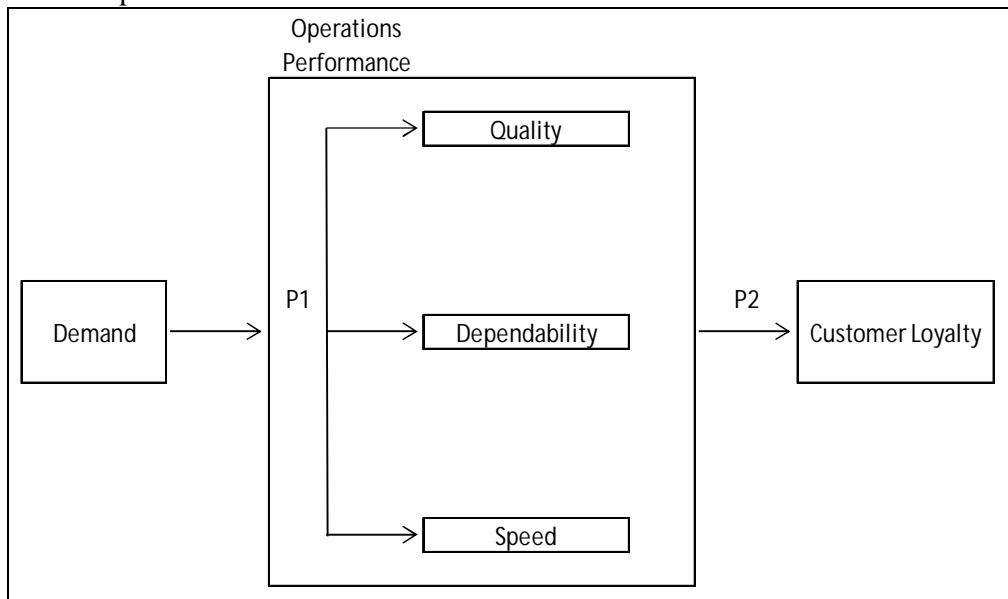 Operations
Performance
Quality
P1
P2
Demand
Dependability
Customer Loyalty
Speed